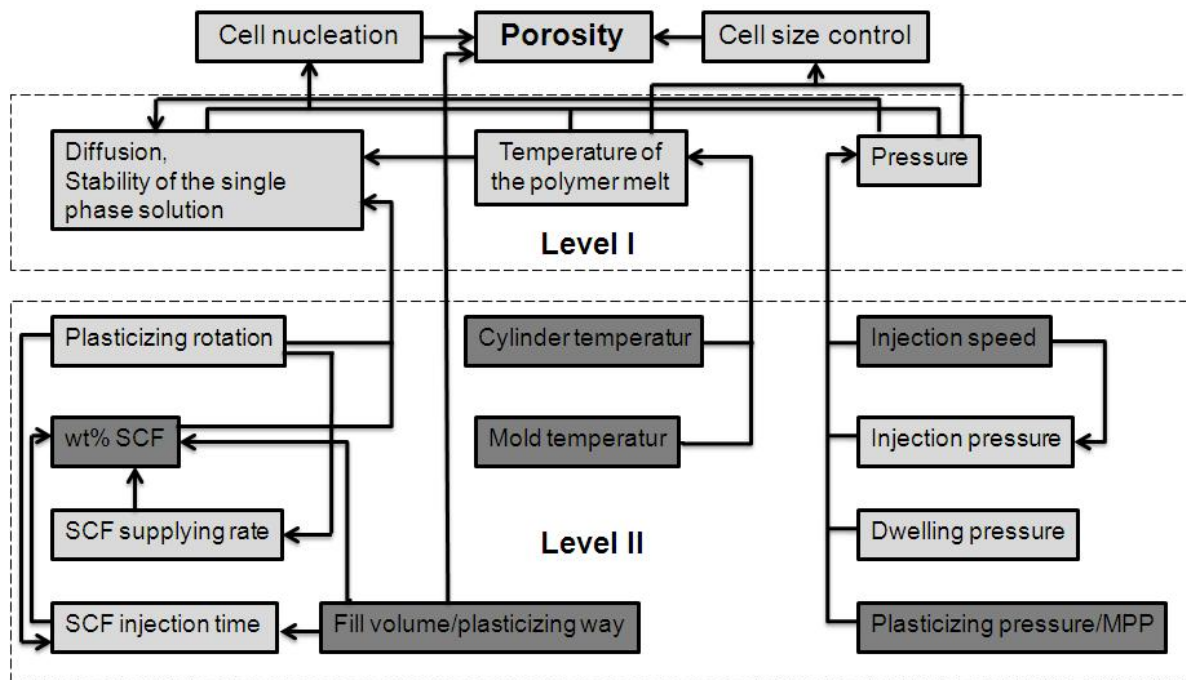 Cell nucleation
Porosity
Cell size control
Diffusion,
Stability of the single
phase solution
Temperature of
the polymer melt
Pressure
Level I
Plasticizing rotation
Cylinder temperatur
Injection speed
wt% SCF
Mold temperatur
Injection pressure
SCF supplying rate
Level II
Dwelling pressure
SCF injection time
Fill volume/plasticizing way
Plasticizing pressure/MPP